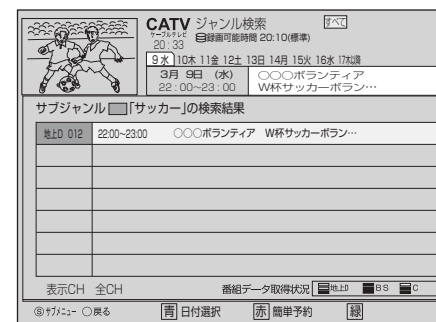 CATV ジャンル検索 すべて
ケーブルテレビ 録画可能時間 20:10(標準)
20:33
9水 10木 11金 12土 13日 14月 15火 16水 17木
3月 9日 (水) ○○○ボランティア
22:00~23:00 W杯サッカーボラン…
サブジャンル 「サッカー」の検索結果
地上D 012 22:00~23:00 ○○○ボランティア W杯サッカーボラン…
表示CH 全CH 番組データ取得状況 地上D BS C
Ⓢサブメニュー ○戻る 青 日付選択 赤 簡単予約 緑